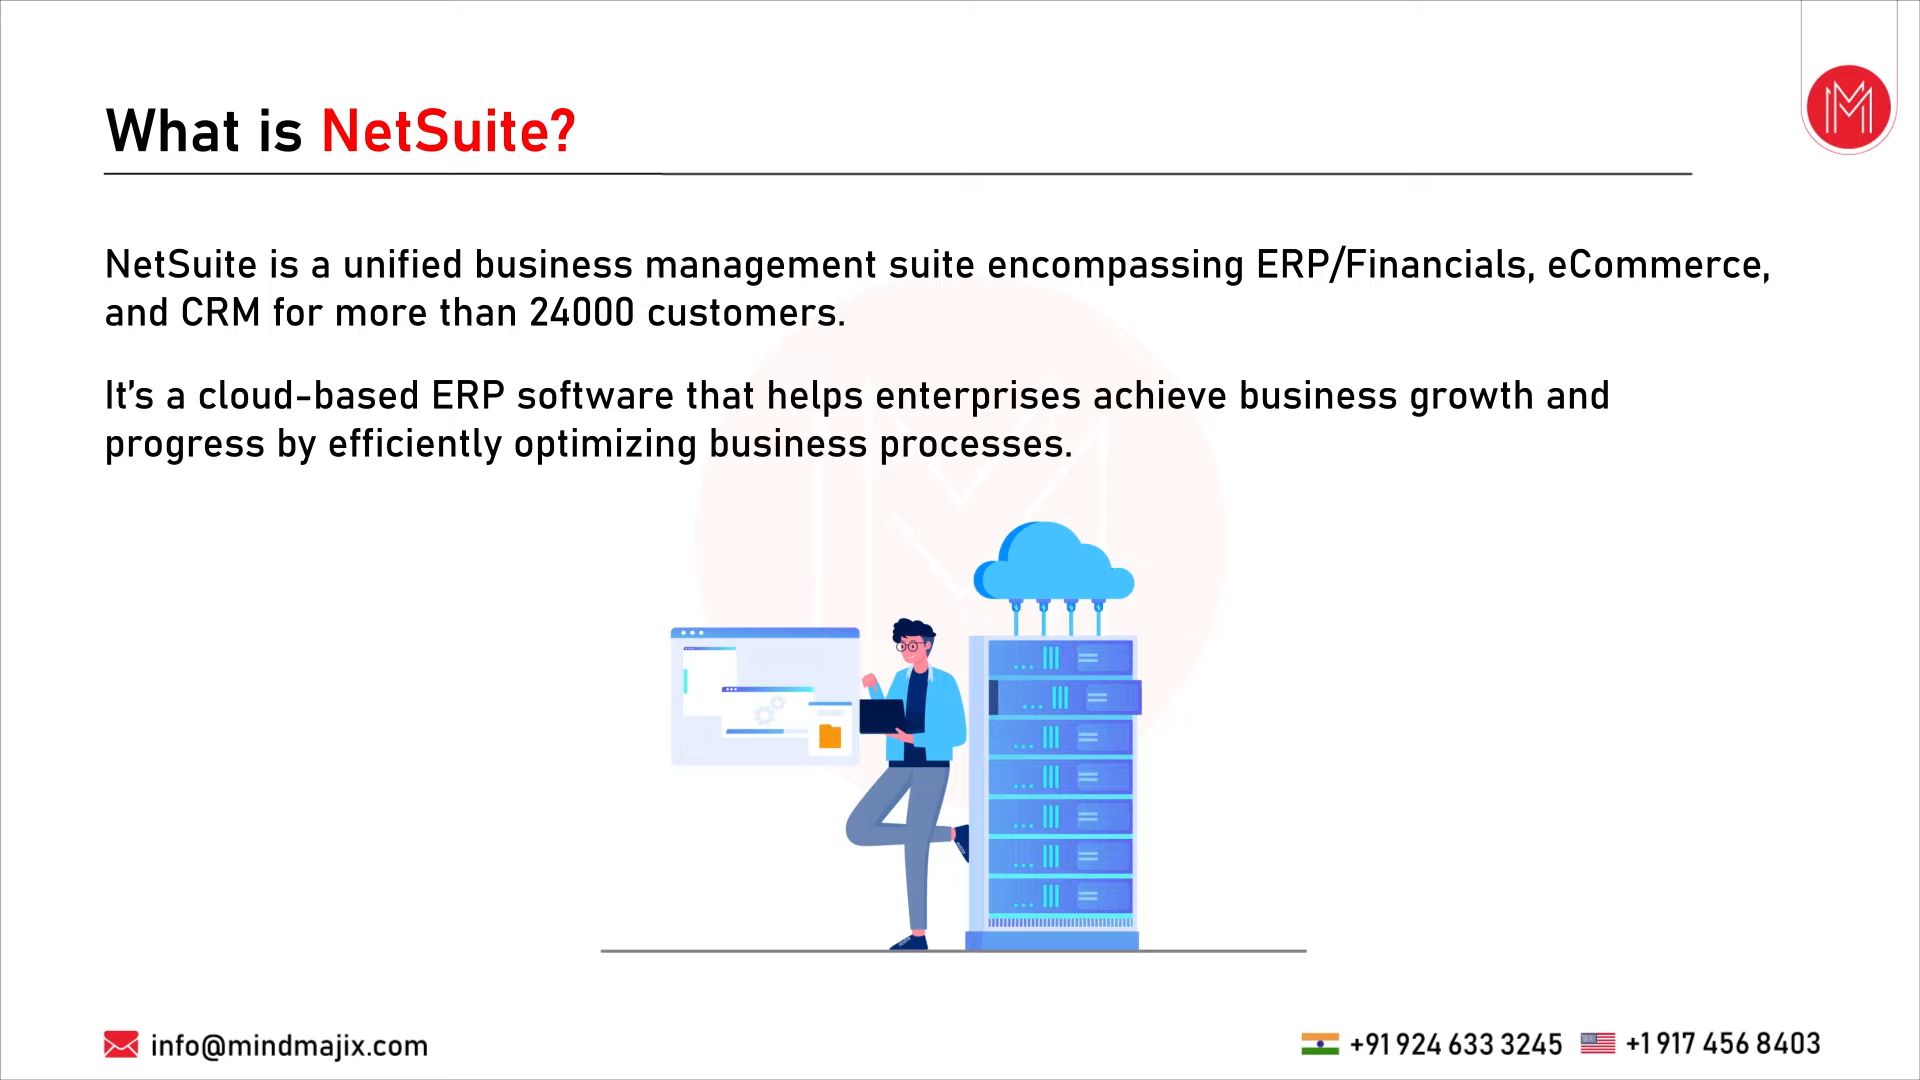 What is NetSuite?
NetSuite is a unified business management suite encompassing ERP/Financials, eCommerce,
and CRM for more than 24000 customers.
It's a cloud-based ERP software that helps enterprises achieve business growth and
progress by efficiently optimizing business processes.
info@mindmajix.com
+91 924 633 3245
+1 917 456 8403